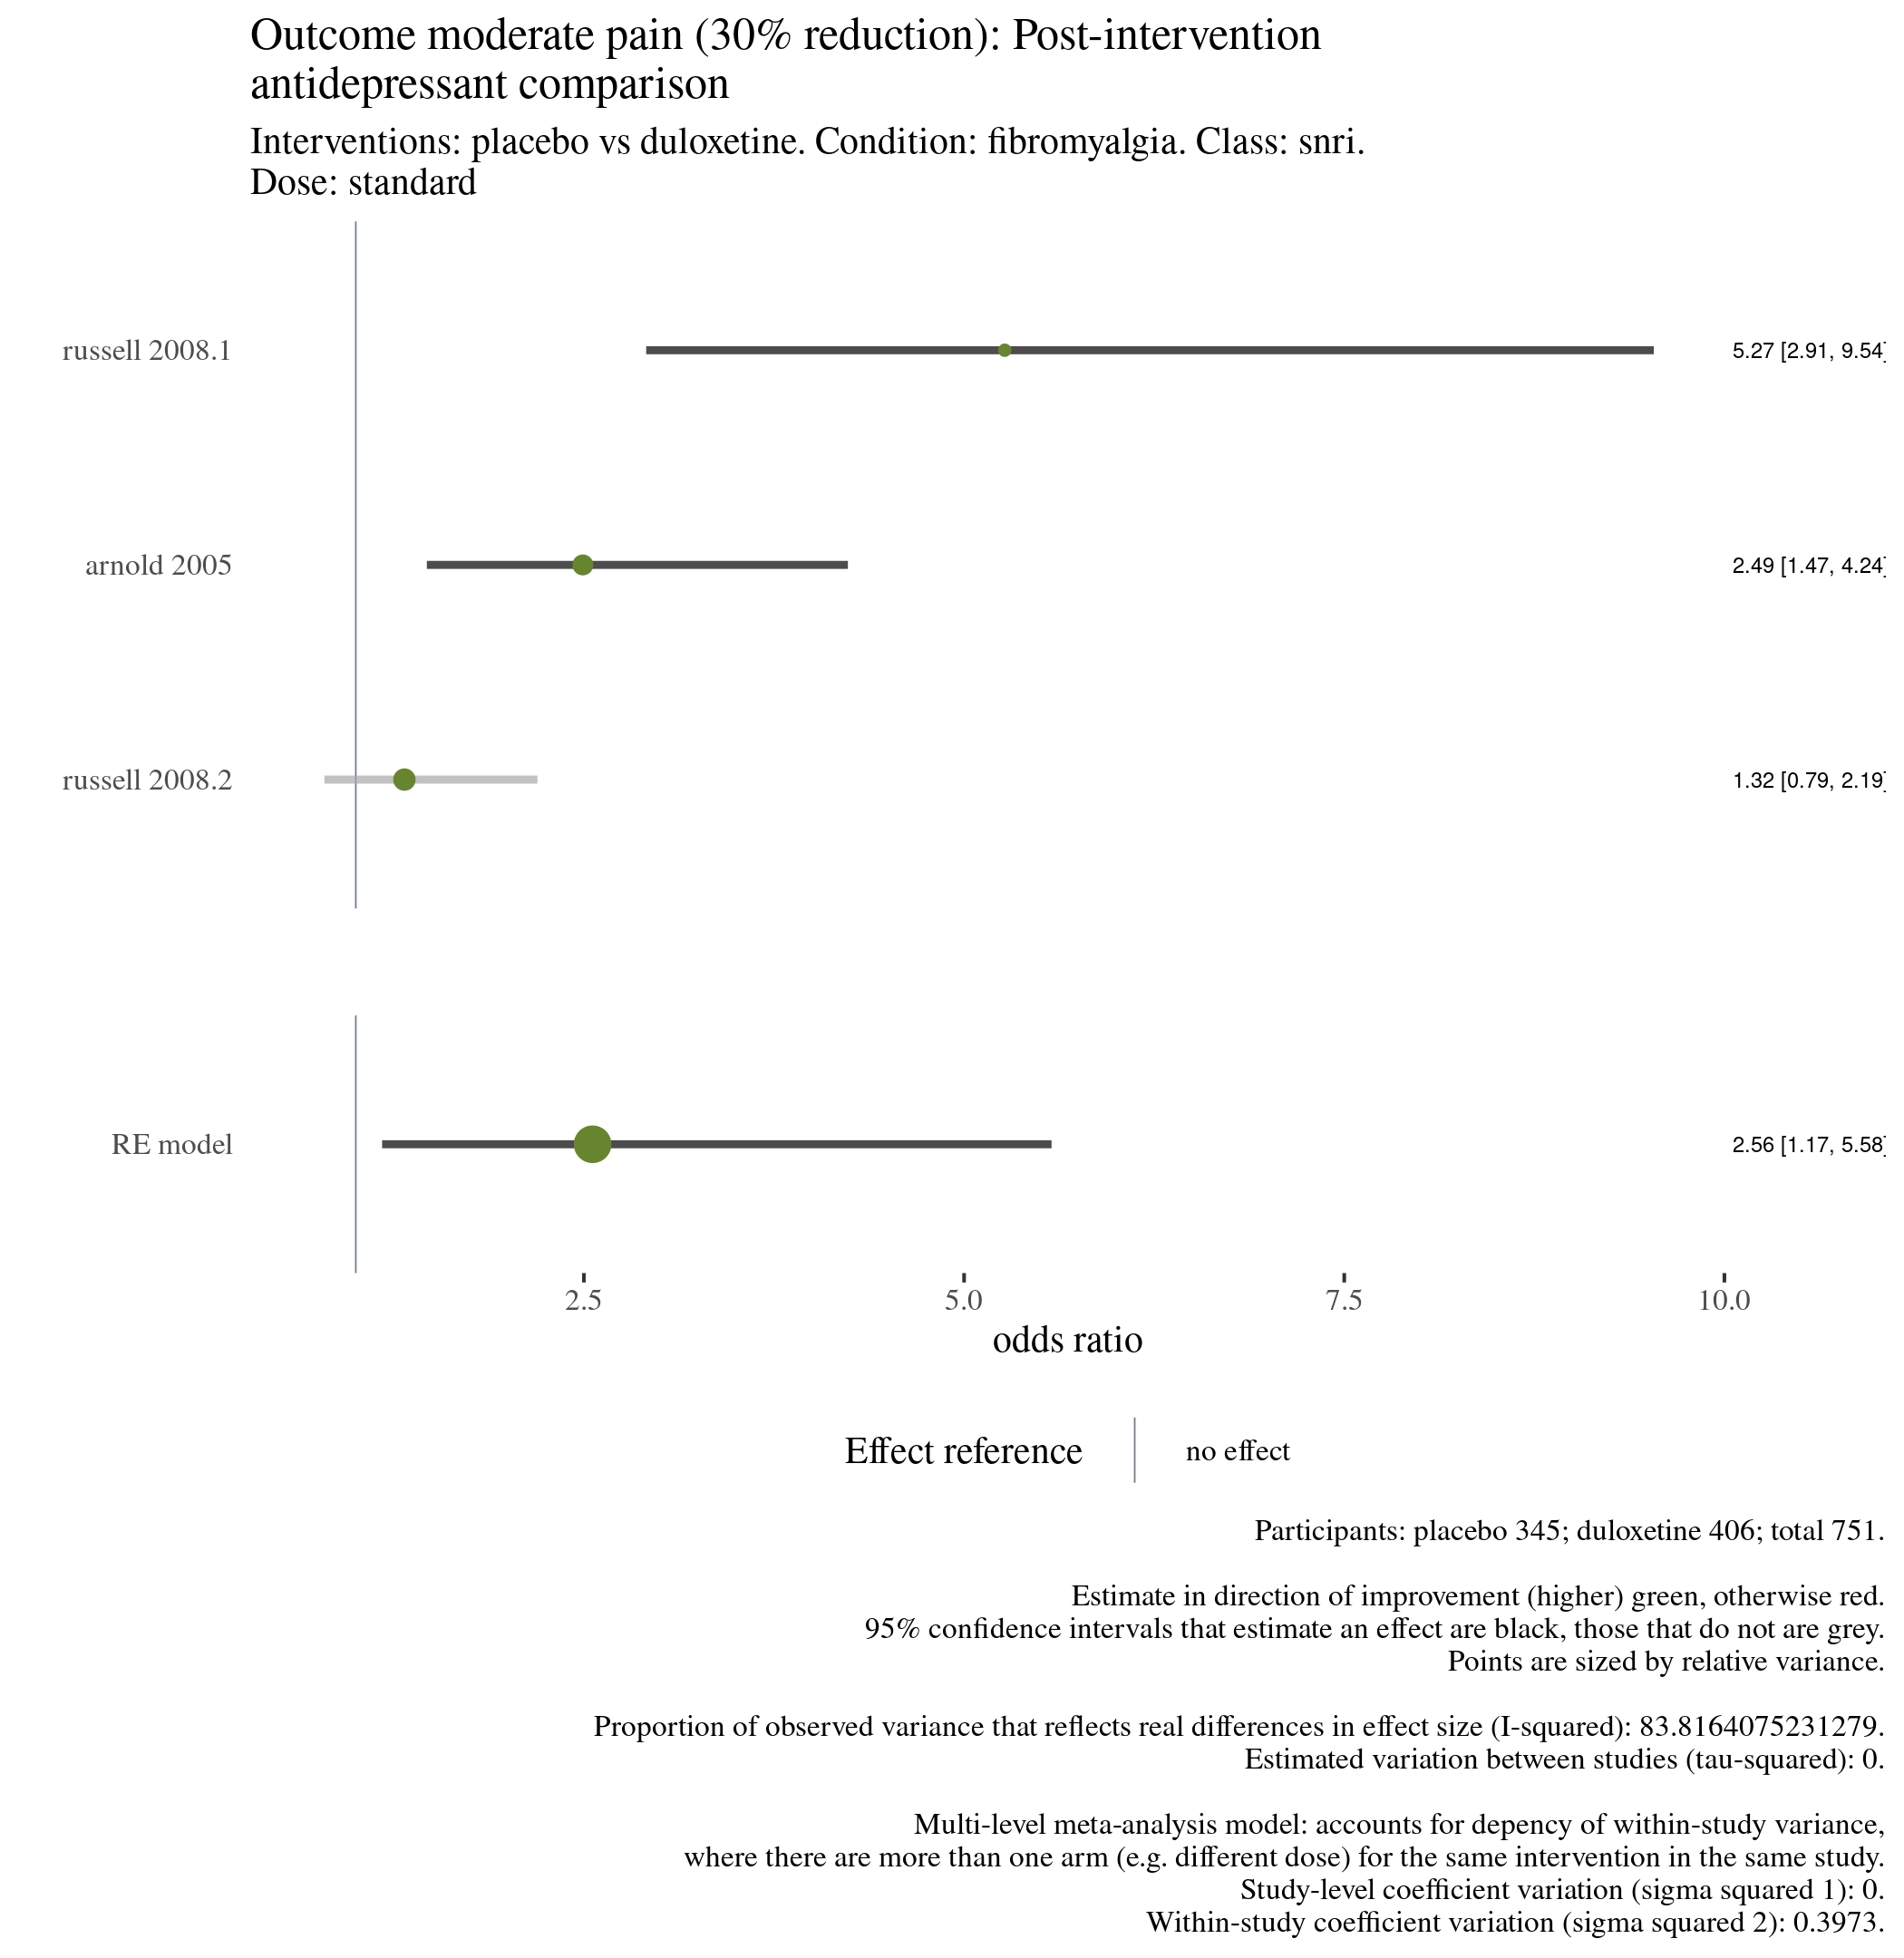 Outcome moderate pain (30% reduction): Post-intervention
antidepressant comparison
Interventions: placebo vs duloxetine. Condition: fibromyalgia. Class: snri.
Dose: standard
russell 2008.1
5.27 [2.91, 9.54]
arnold 2005
2.49 [1.47, 4.24]
russell 2008.2
1.32 [0.79, 2.19]
RE model
2.56 [1.17, 5.58]
2.5 5.0 7.5 10.0
odds ratio
Effect reference no effect
Participants: placebo 345; duloxetine 406; total 751.
Estimate in direction of improvement (higher) green, otherwise red.
95% confidence intervals that estimate an effect are black, those that do not are grey.
Points are sized by relative variance.
Proportion of observed variance that reflects real differences in effect size (I-squared): 83.8164075231279.
Estimated variation between studies (tau-squared): 0.
Multi-level meta-analysis model: accounts for depency of within-study variance,
where there are more than one arm (e.g. different dose) for the same intervention in the same study.
Study-level coefficient variation (sigma squared 1): 0.
Within-study coefficient variation (sigma squared 2): 0.3973.